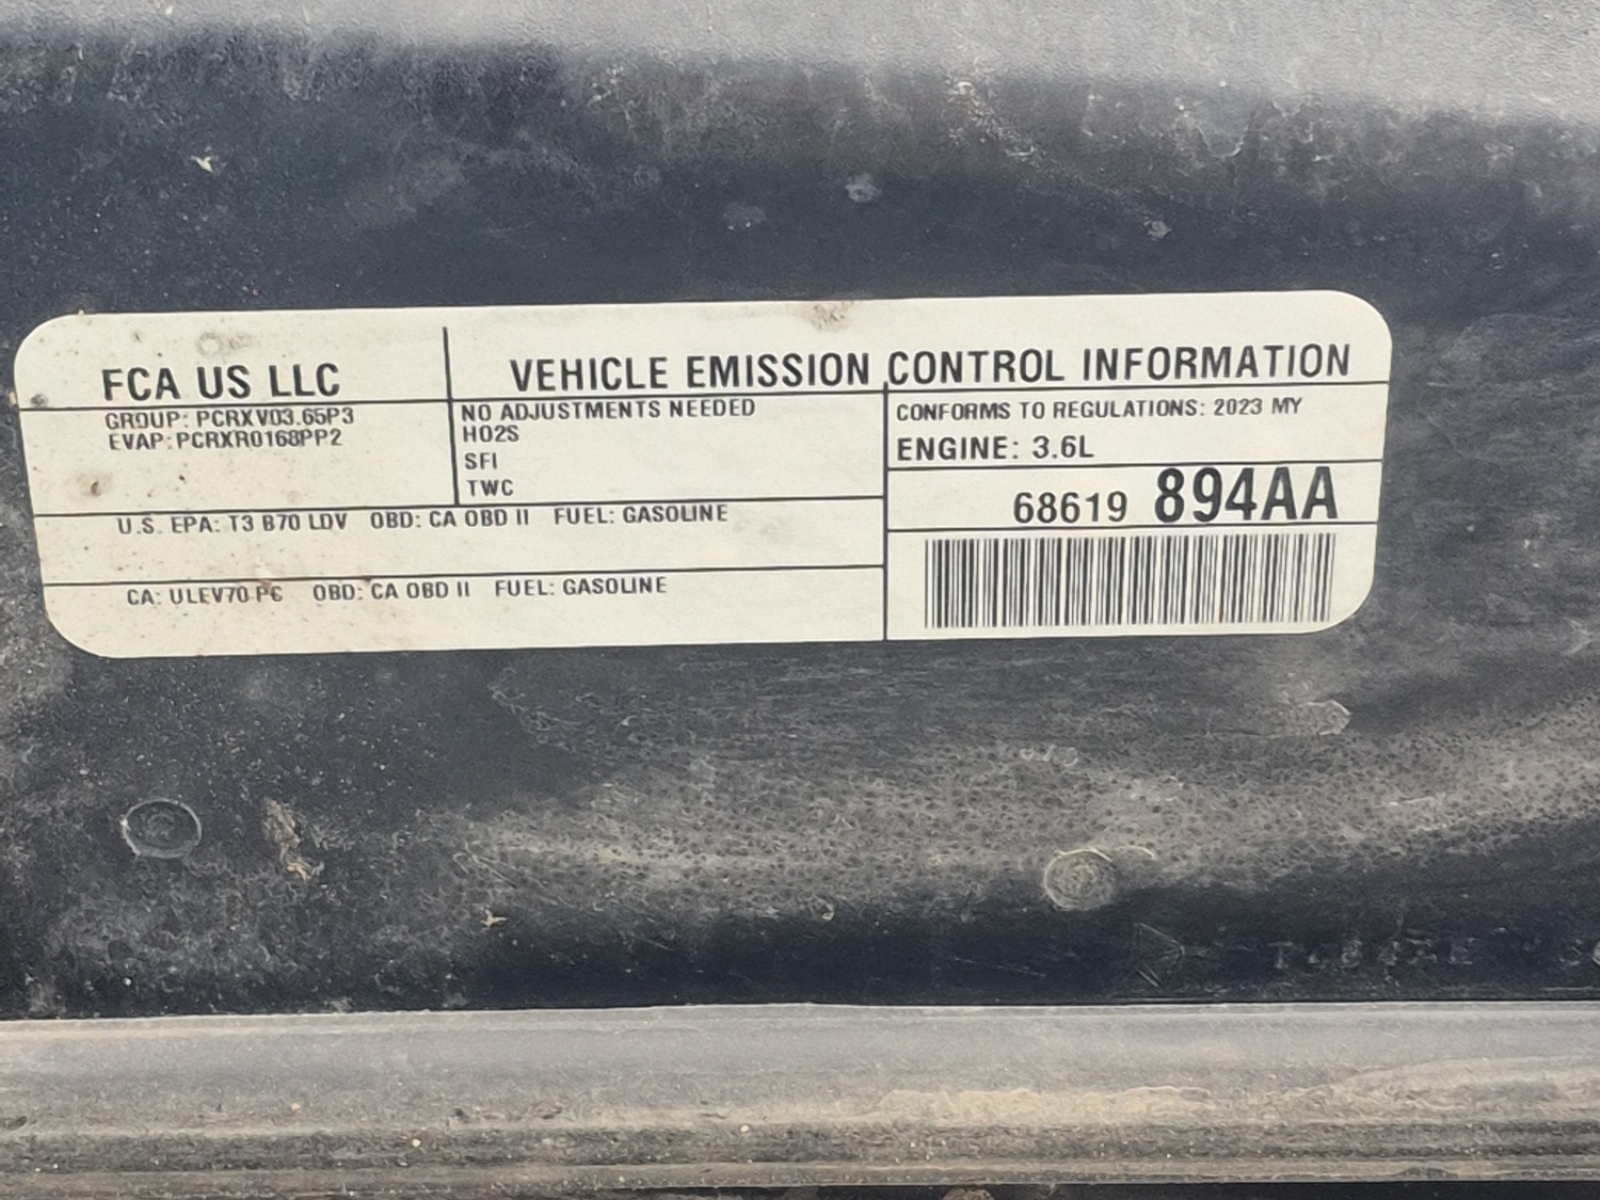 FCA US LLC
VEHICLE EMISSION CONTROL INFORMATION
GROUP: PCRXV03.65P3
EVAP: PCRXR0168PP2
NO ADJUSTMENTS NEEDED
HO2S
SFI
TWC
CONFORMS TO REGULATIONS: 2023 MY
ENGINE: 3.6L
68619 894AA
U.S. EPA: T3 B70 LDV OBD: CA OBD II FUEL: GASOLINE
CA: ULEV70 PC OBD: CA OBD II FUEL: GASOLINE